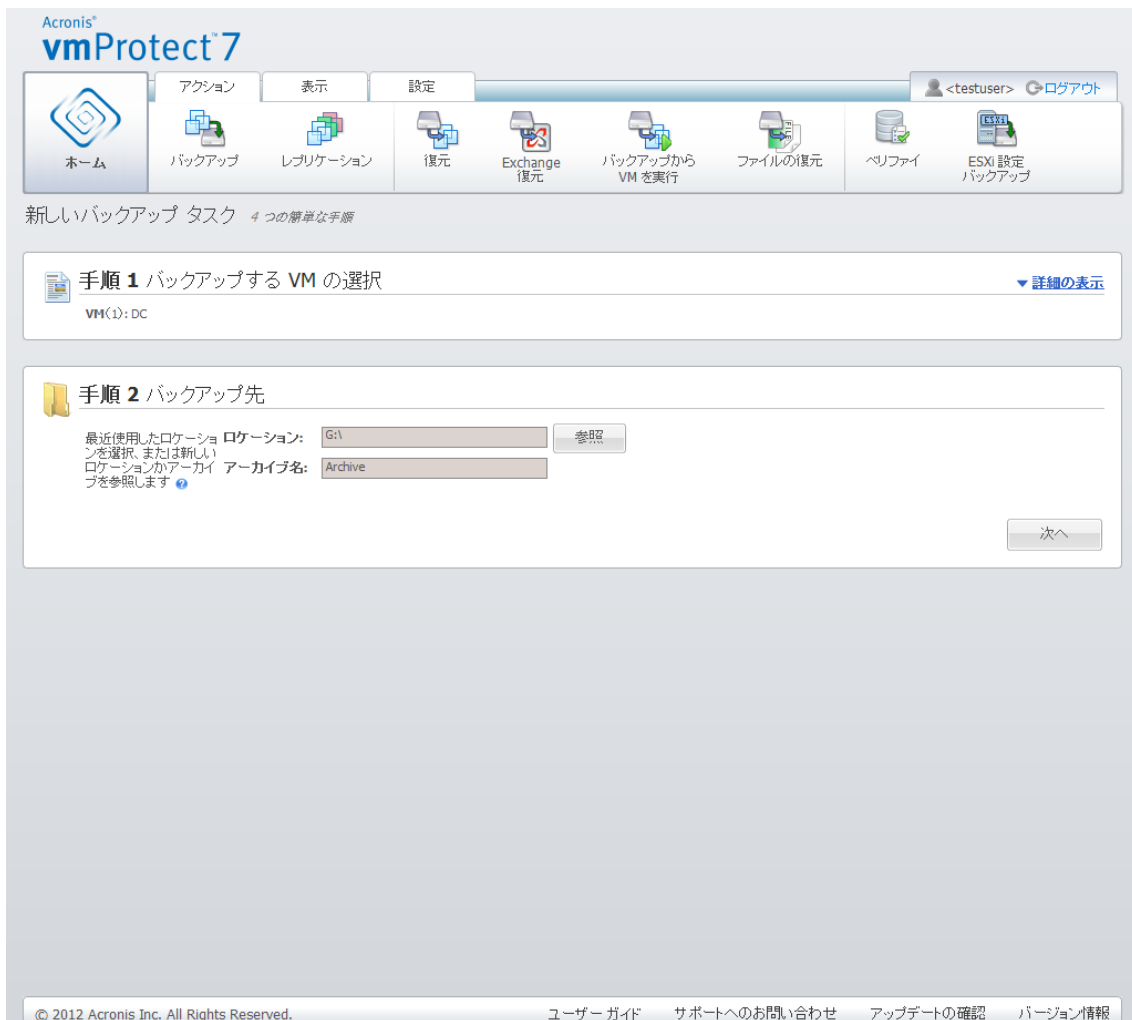 Acronis®
vmProtect™ 7
アクション 表示 設定 <testuser> ログアウト
ホーム
バックアップ
レプリケーション
復元
Exchange
復元
バックアップから
VM を実行
ファイルの復元
ベリファイ
ESXi
ESXi 設定
バックアップ
新しいバックアップ タスク 4 つの簡単な手順
手順 1 バックアップする VM の選択
詳細の表示
VM(1): DC
手順 2 バックアップ先
最近使用したロケーショ
ンを選択、または新しい
ロケーションかアーカイ
ブを参照します
ロケーション: G:\ 参照
アーカイブ名: Archive
次へ
© 2012 Acronis Inc. All Rights Reserved. ユーザー ガイド サポートへのお問い合わせ アップデートの確認 バージョン情報